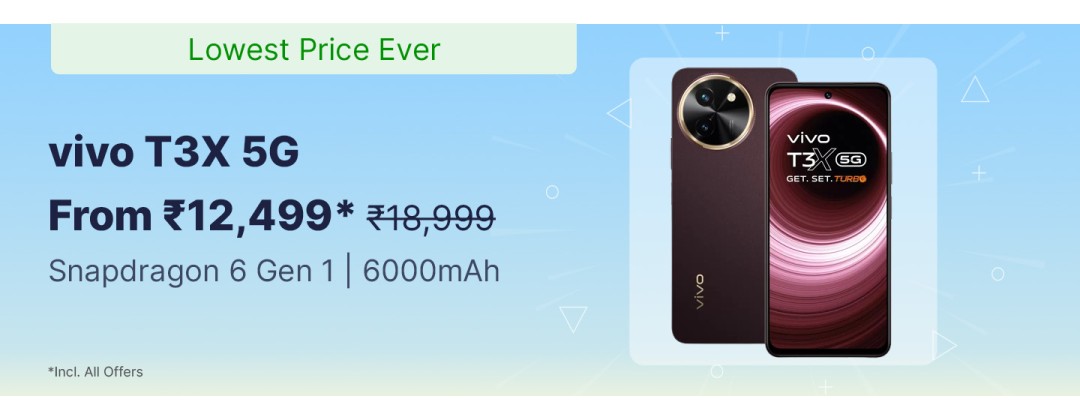 Lowest Price Ever
vivo T3X 5G
From ₹12,499* ₹18,999
Snapdragon 6 Gen 1 | 6000mAh
*Incl. All Offers
vivo
vivo
T3X 5G
GET. SET. TURBO